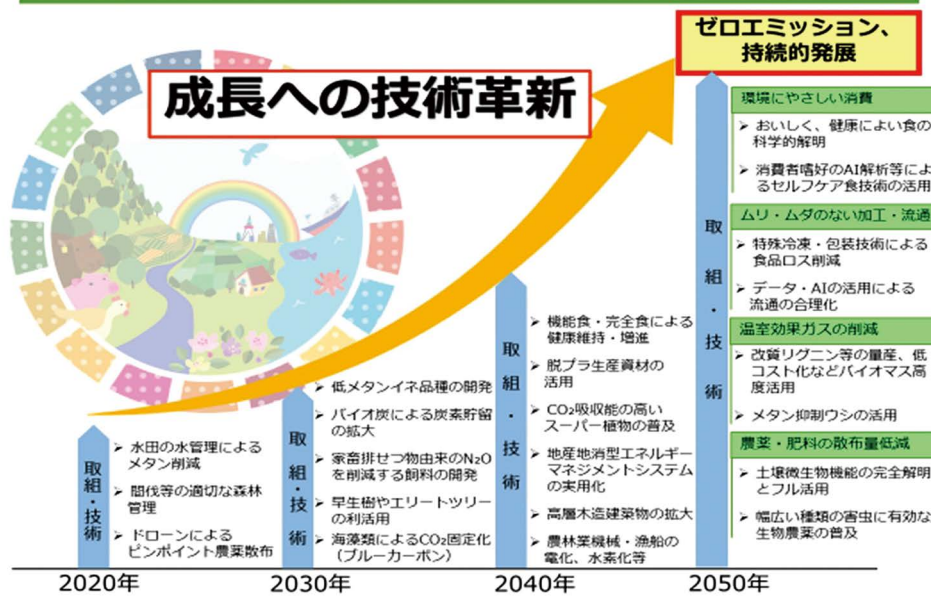 ゼロエミッション、
持続的発展
成長への技術革新
取組・技術
水田の水管理による
メタン削減
間伐等の適切な森林
管理
ドローンによる
ピンポイント農薬散布
2020年
取組・技術
低メタンイネ品種の開発
バイオ炭による炭素貯留
の拡大
家畜排せつ物由来のN₂O
を削減する飼料の開発
早生樹やエリートツリー
の利活用
海藻類によるCO₂固定化
(ブルーカーボン)
2030年
取組・技術
機能食・完全食による
健康維持・増進
脱プラ生産資材の
活用
CO₂吸収能の高い
スーパー植物の普及
地産地消型エネルギー
マネジメントシステム
の実用化
高層木造建築物の拡大
農林業機械・漁船の
電化、水素化等
2040年
取組・技術
環境にやさしい消費
おいしく、健康によい食の
科学的解明
消費者嗜好のAI解析等によ
るセルフケア食技術の活用
ムリ・ムダのない加工・流通
特殊冷凍・包装技術による
食品ロス削減
データ・AIの活用による
流通の合理化
温室効果ガスの削減
改質リグニン等の量産、低
コスト化などバイオマス高
度活用
メタン抑制ウシの活用
農薬・肥料の散布量低減
土壌微生物機能の完全解明
とフル活用
幅広い種類の害虫に有効な
生物農薬の普及
2050年